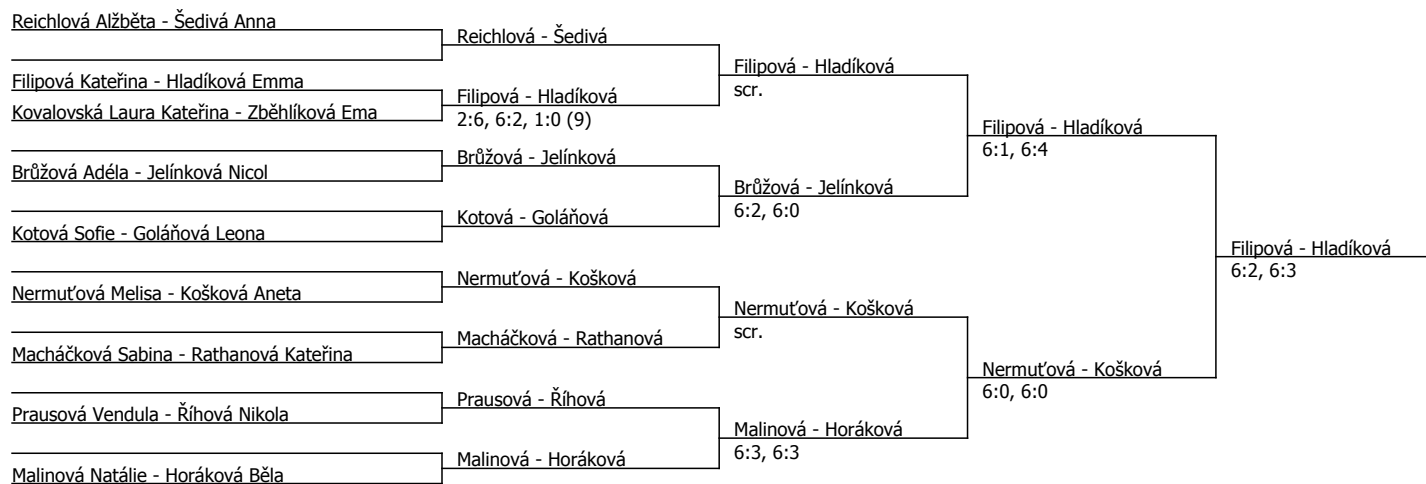 Reichlová Alžběta - Šedivá Anna
Filipová Kateřina - Hladíková Emma
Kovalovská Laura Kateřina - Zběhlíková Ema
Brůžová Adéla - Jelínková Nicol
Kotová Sofie - Goláňová Leona
Nermuťová Melisa - Košková Aneta
Macháčková Sabina - Rathanová Kateřina
Prausová Vendula - Říhová Nikola
Malinová Natálie - Horáková Běla
Reichlová - Šedivá
Filipová - Hladíková
2:6, 6:2, 1:0 (9)
Brůžová - Jelínková
Kotová - Goláňová
Nermuťová - Košková
Macháčková - Rathanová
Prausová - Říhová
Malinová - Horáková
Filipová - Hladíková
scr.
Brůžová - Jelínková
6:2, 6:0
Nermuťová - Košková
scr.
Malinová - Horáková
6:3, 6:3
Filipová - Hladíková
6:1, 6:4
Nermuťová - Košková
6:0, 6:0
Filipová - Hladíková
6:2, 6:3